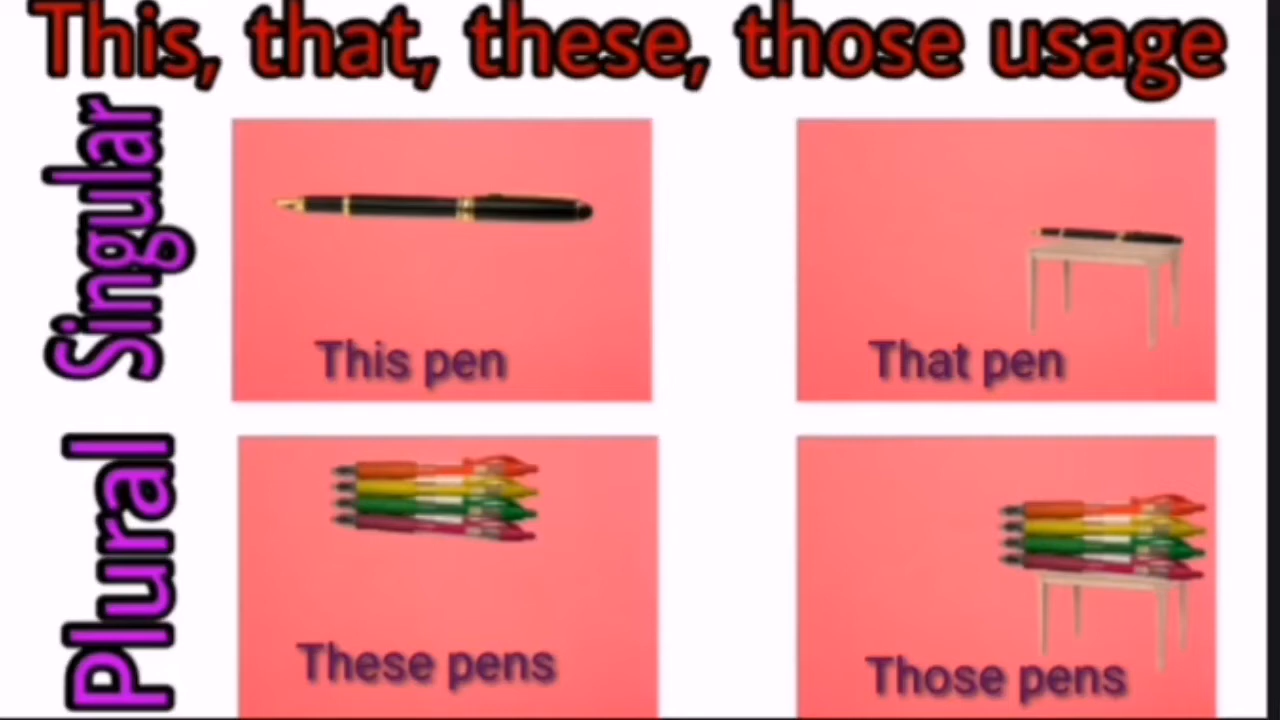 This, that, these, those usage
Singular
This pen
That pen
Plural
These pens
Those pens